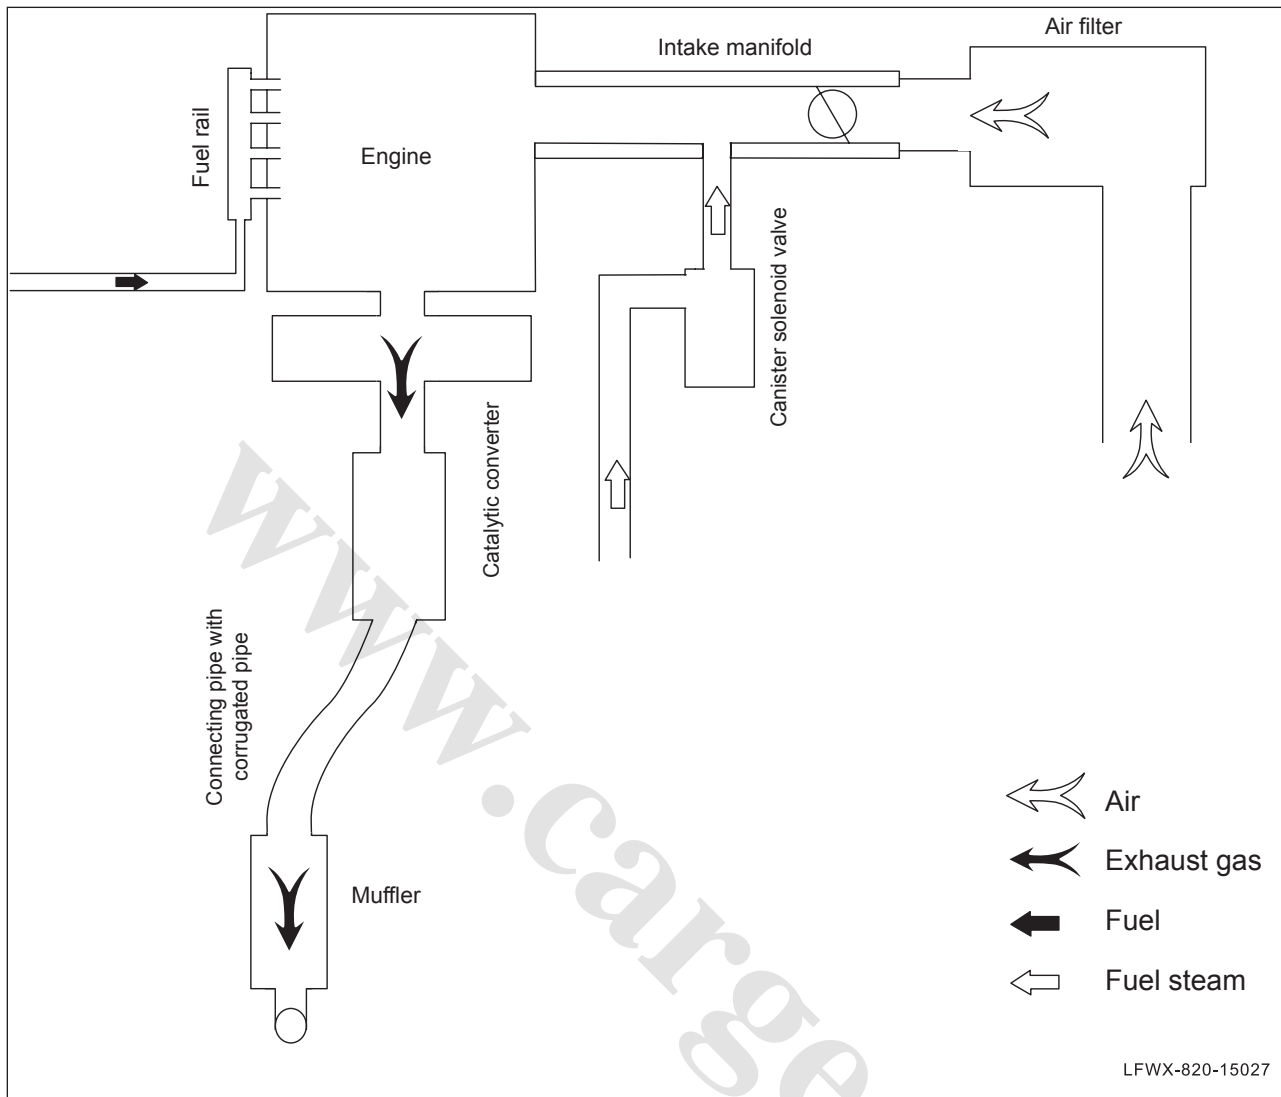 Air filter
Intake manifold
Fuel rail
Engine
Canister solenoid valve
Catalytic converter
Connecting pipe with
corrugated pipe
Muffler
Air
Exhaust gas
Fuel
Fuel steam
LFWX-820-15027
www.carge